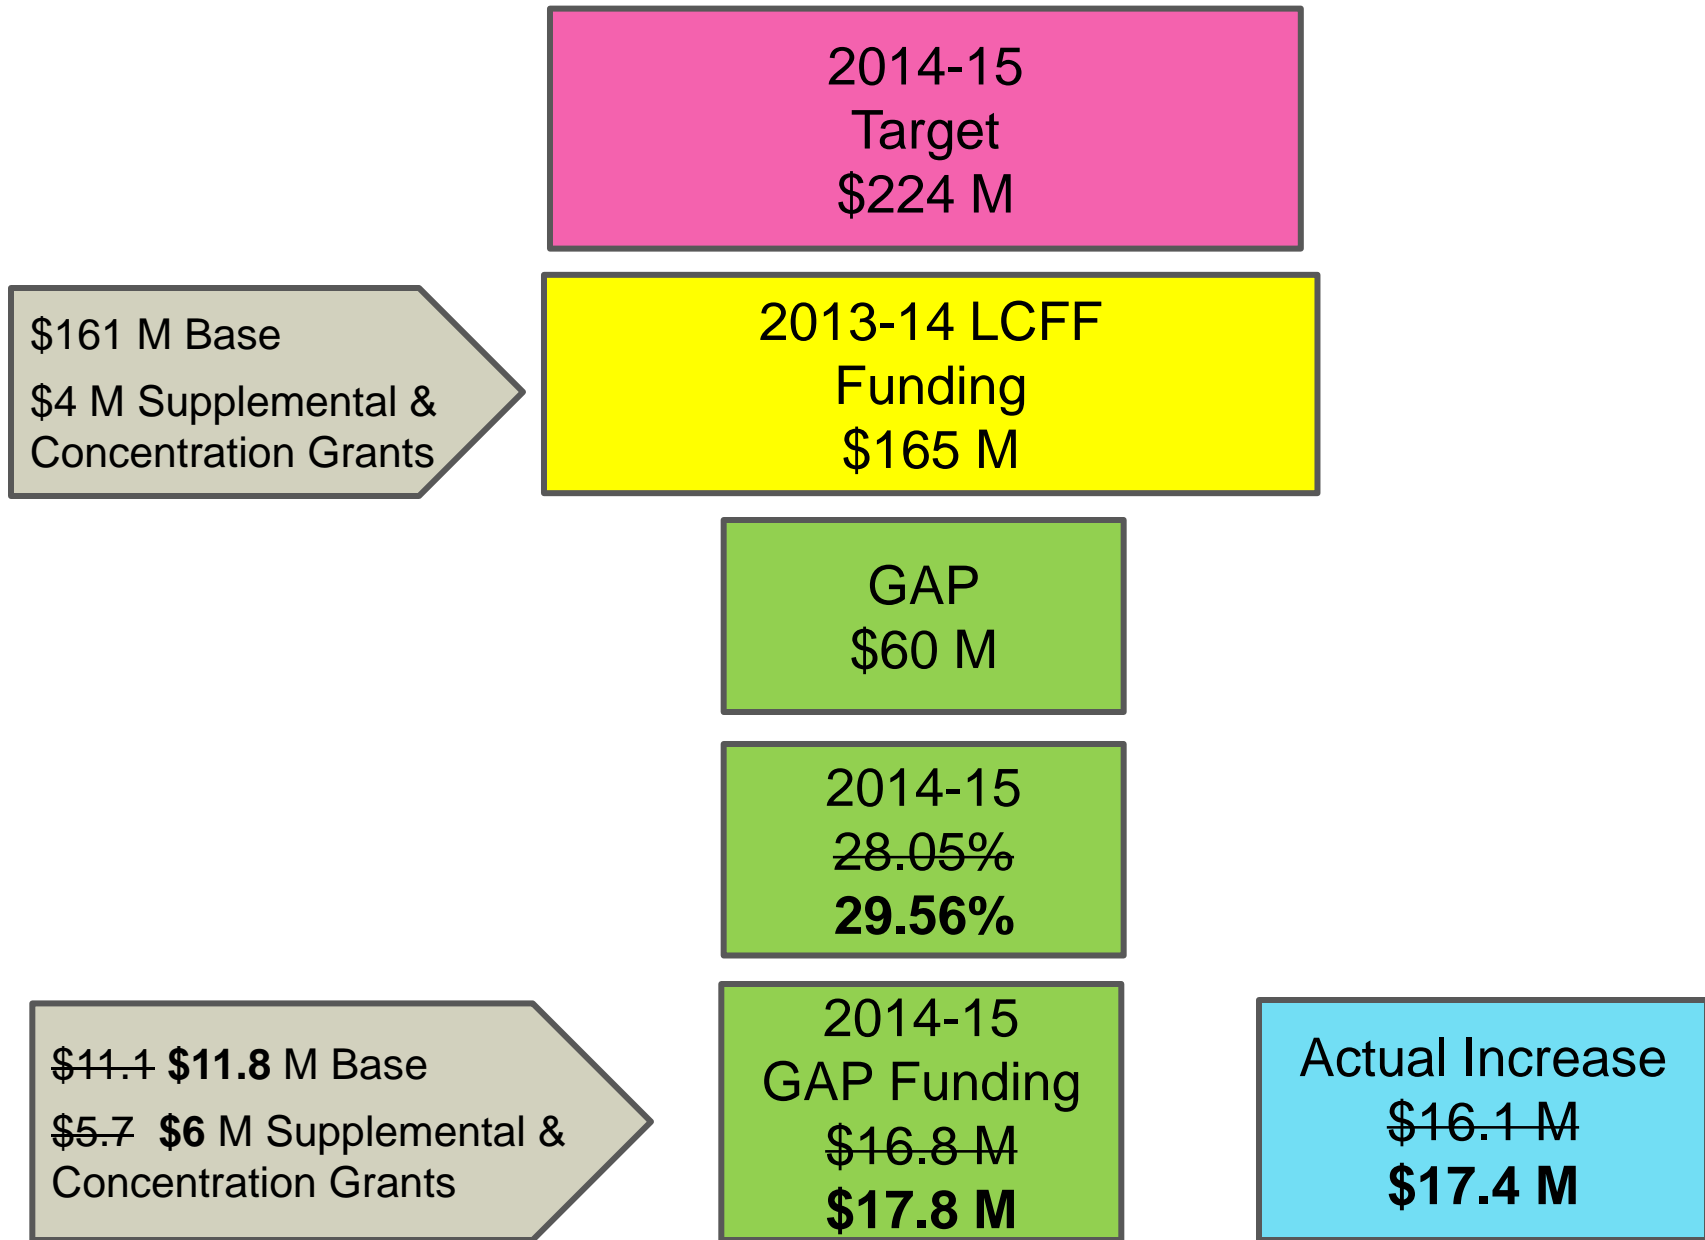 2014-15
Target
$224 M
$161 M Base
$4 M Supplemental &
Concentration Grants
2013-14 LCFF
Funding
$165 M
GAP
$60 M
2014-15
28.05%
29.56%
$11.1 $11.8 M Base
$5.7 $6 M Supplemental &
Concentration Grants
2014-15
GAP Funding
$16.8 M
$17.8 M
Actual Increase
$16.1 M
$17.4 M